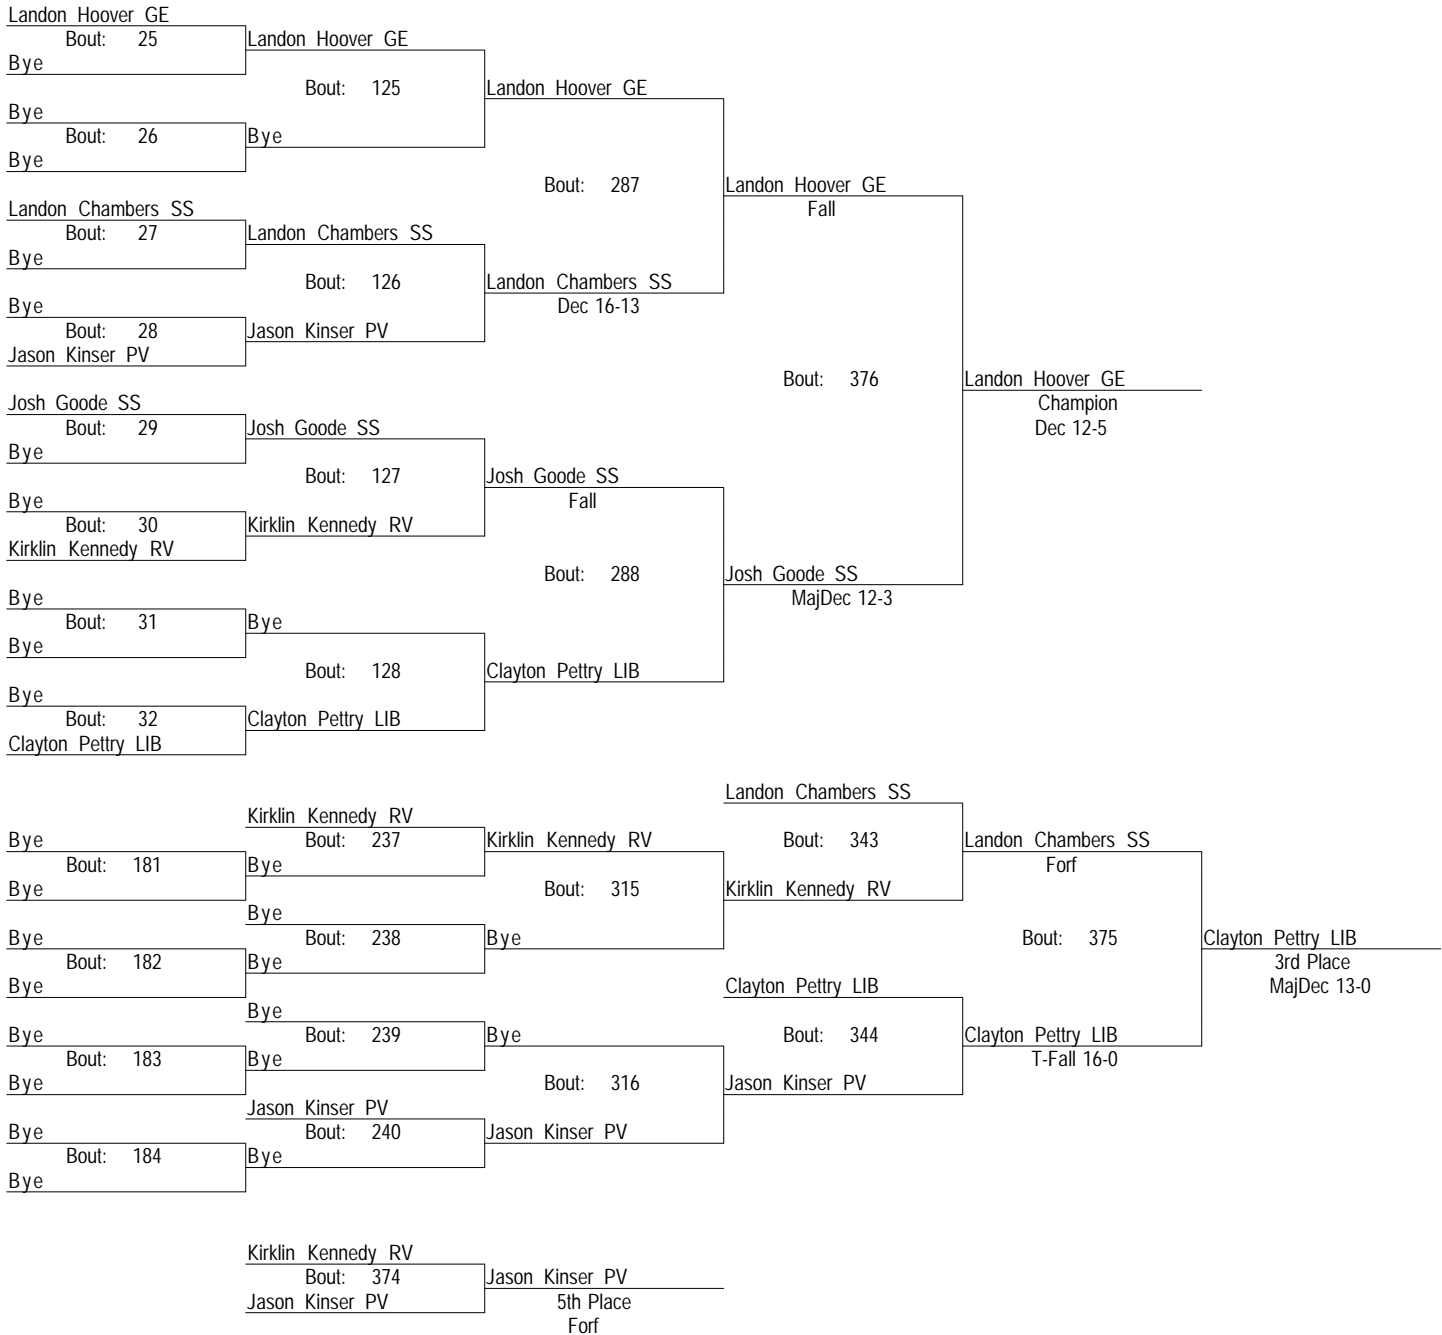 Landon Hoover GE
Bout: 25 Landon Hoover GE
Bye
Bout: 125 Landon Hoover GE
Bye
Bout: 26 Bye
Bye
Bout: 287 Landon Hoover GE
Fall
Landon Chambers SS
Bout: 27 Landon Chambers SS
Bye
Bout: 126 Landon Chambers SS
Dec 16-13
Bye
Bout: 28 Jason Kinser PV
Jason Kinser PV
Bout: 376 Landon Hoover GE
Champion
Dec 12-5
Josh Goode SS
Bout: 29 Josh Goode SS
Bye
Bout: 127 Josh Goode SS
Fall
Bye
Bout: 30 Kirklin Kennedy RV
Kirklin Kennedy RV
Bout: 288 Josh Goode SS
MajDec 12-3
Bye
Bout: 31 Bye
Bye
Bout: 128 Clayton Pettry LIB
Bye
Bout: 32 Clayton Pettry LIB
Clayton Pettry LIB
Landon Chambers SS
Kirklin Kennedy RV
Bye Bout: 237 Kirklin Kennedy RV Bout: 343 Landon Chambers SS
Bout: 181 Bye Forf
Bye Bout: 315 Kirklin Kennedy RV
Bye
Bye Bout: 238 Bye Bout: 375 Clayton Pettry LIB
Bout: 182 Bye 3rd Place
Bye Clayton Pettry LIB MajDec 13-0
Bye
Bye Bout: 239 Bye Bout: 344 Clayton Pettry LIB
Bout: 183 Bye T-Fall 16-0
Bye Bout: 316 Jason Kinser PV
Jason Kinser PV
Bye Bout: 240 Jason Kinser PV
Bout: 184 Bye
Bye
Kirklin Kennedy RV
Bout: 374 Jason Kinser PV
Jason Kinser PV 5th Place
Forf